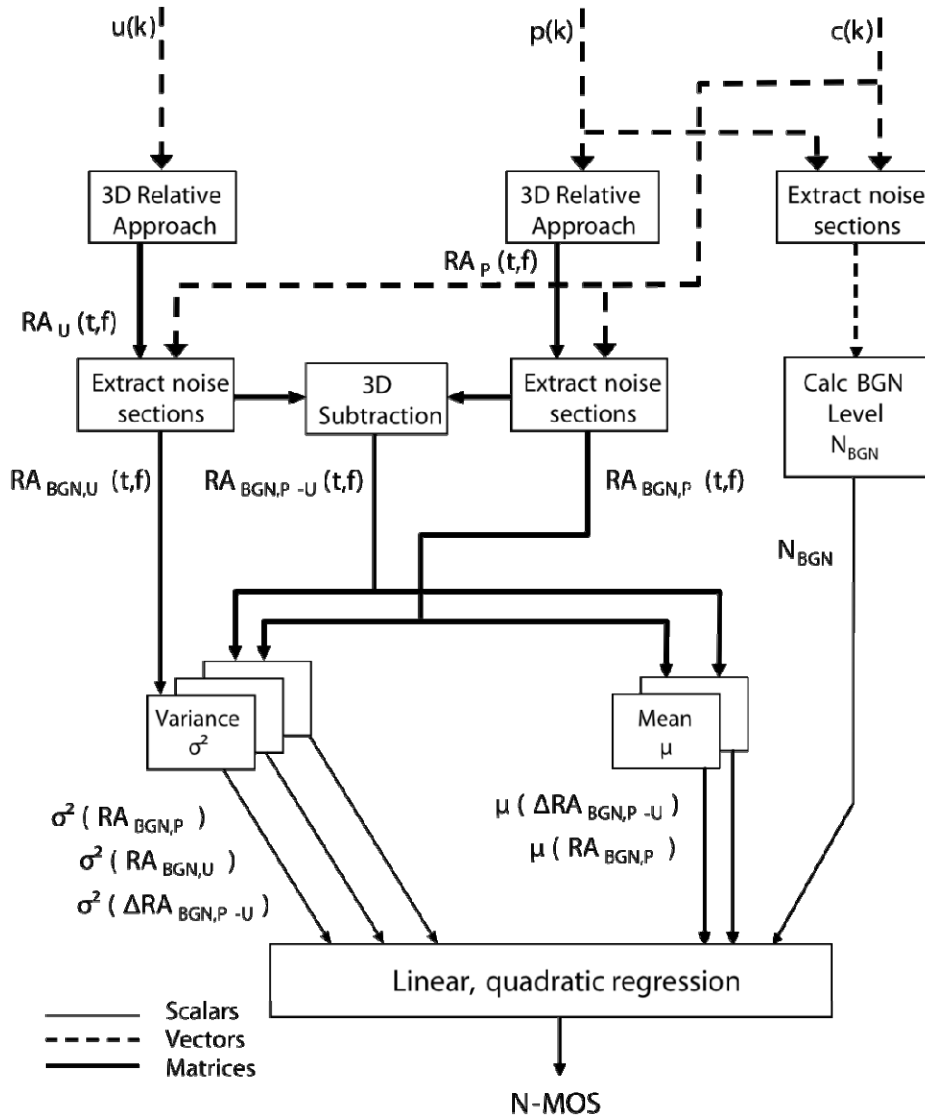 u(k)
p(k)
c(k)
3D Relative
Approach
3D Relative
Approach
Extract noise
sections
RA P (t,f)
RA U (t,f)
Extract noise
sections
3D
Subtraction
Extract noise
sections
Calc BGN
Level
N BGN
RA BGN,U (t,f)
RA BGN,P -U (t,f)
RA BGN,P (t,f)
N BGN
Variance
σ²
Mean
μ
σ² ( RA BGN,P )
σ² ( RA BGN,U )
σ² ( ΔRA BGN,P -U )
μ ( ΔRA BGN,P -U )
μ ( RA BGN,P )
Linear, quadratic regression
Scalars
Vectors
Matrices
N-MOS